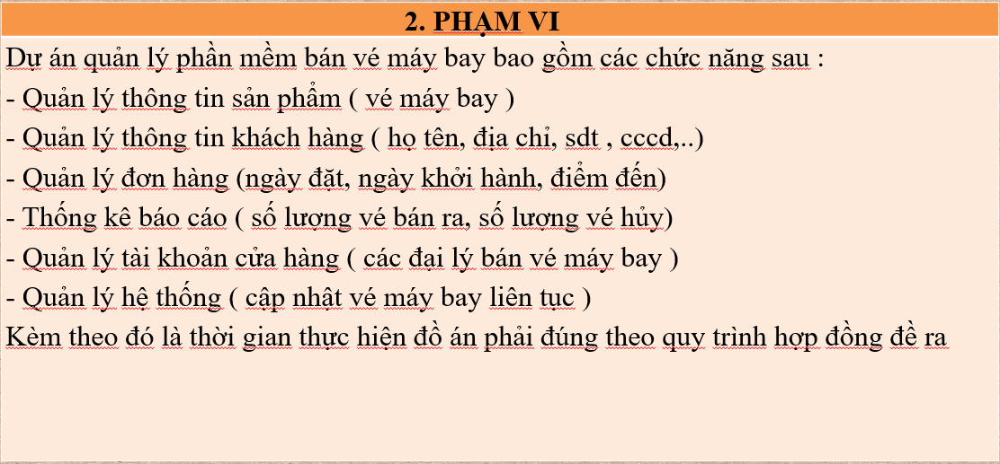 2. PHẠM VI
Dự án quản lý phần mềm bán vé máy bay bao gồm các chức năng sau :
- Quản lý thông tin sản phẩm ( vé máy bay )
- Quản lý thông tin khách hàng ( họ tên, địa chỉ, sdt , cccd,..)
- Quản lý đơn hàng (ngày đặt, ngày khởi hành, điểm đến)
- Thống kê báo cáo ( số lượng vé bán ra, số lượng vé hủy)
- Quản lý tài khoản cửa hàng ( các đại lý bán vé máy bay )
- Quản lý hệ thống ( cập nhật vé máy bay liên tục )
Kèm theo đó là thời gian thực hiện đồ án phải đúng theo quy trình hợp đồng đề ra